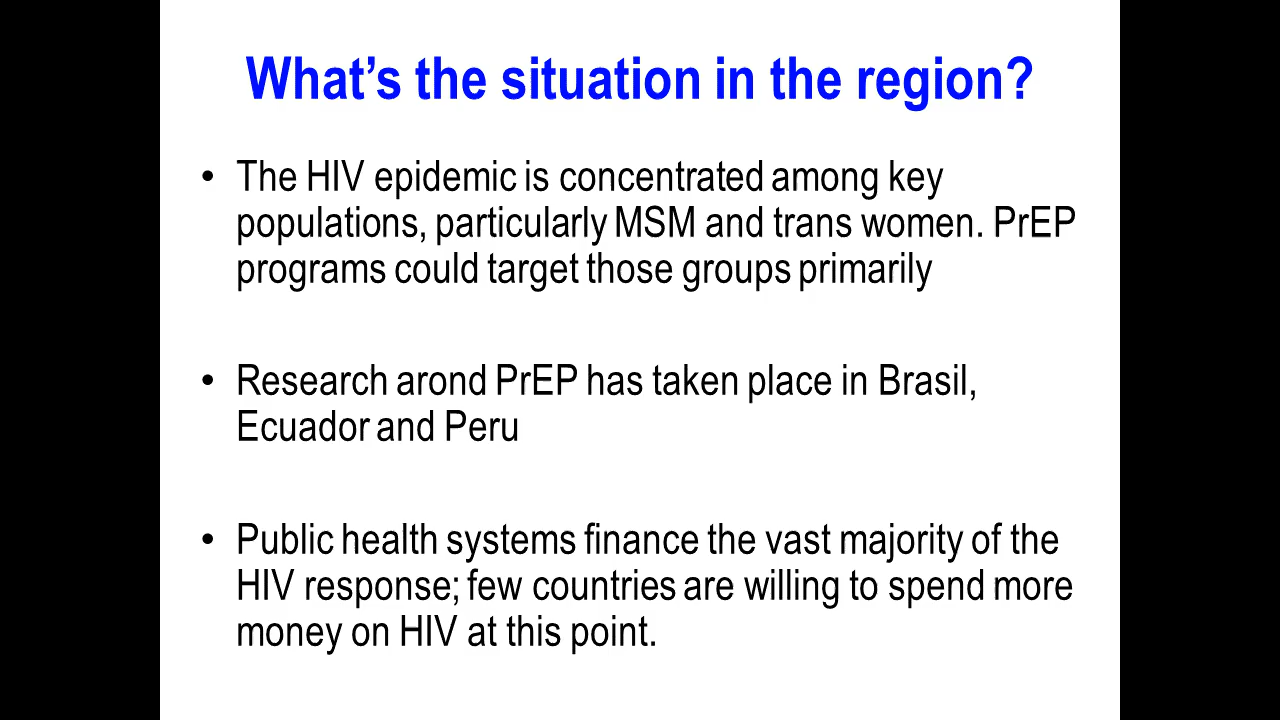 What's the situation in the region?
• The HIV epidemic is concentrated among key
populations, particularly MSM and trans women. PrEP
programs could target those groups primarily
• Research arond PrEP has taken place in Brasil,
Ecuador and Peru
• Public health systems finance the vast majority of the
HIV response; few countries are willing to spend more
money on HIV at this point.